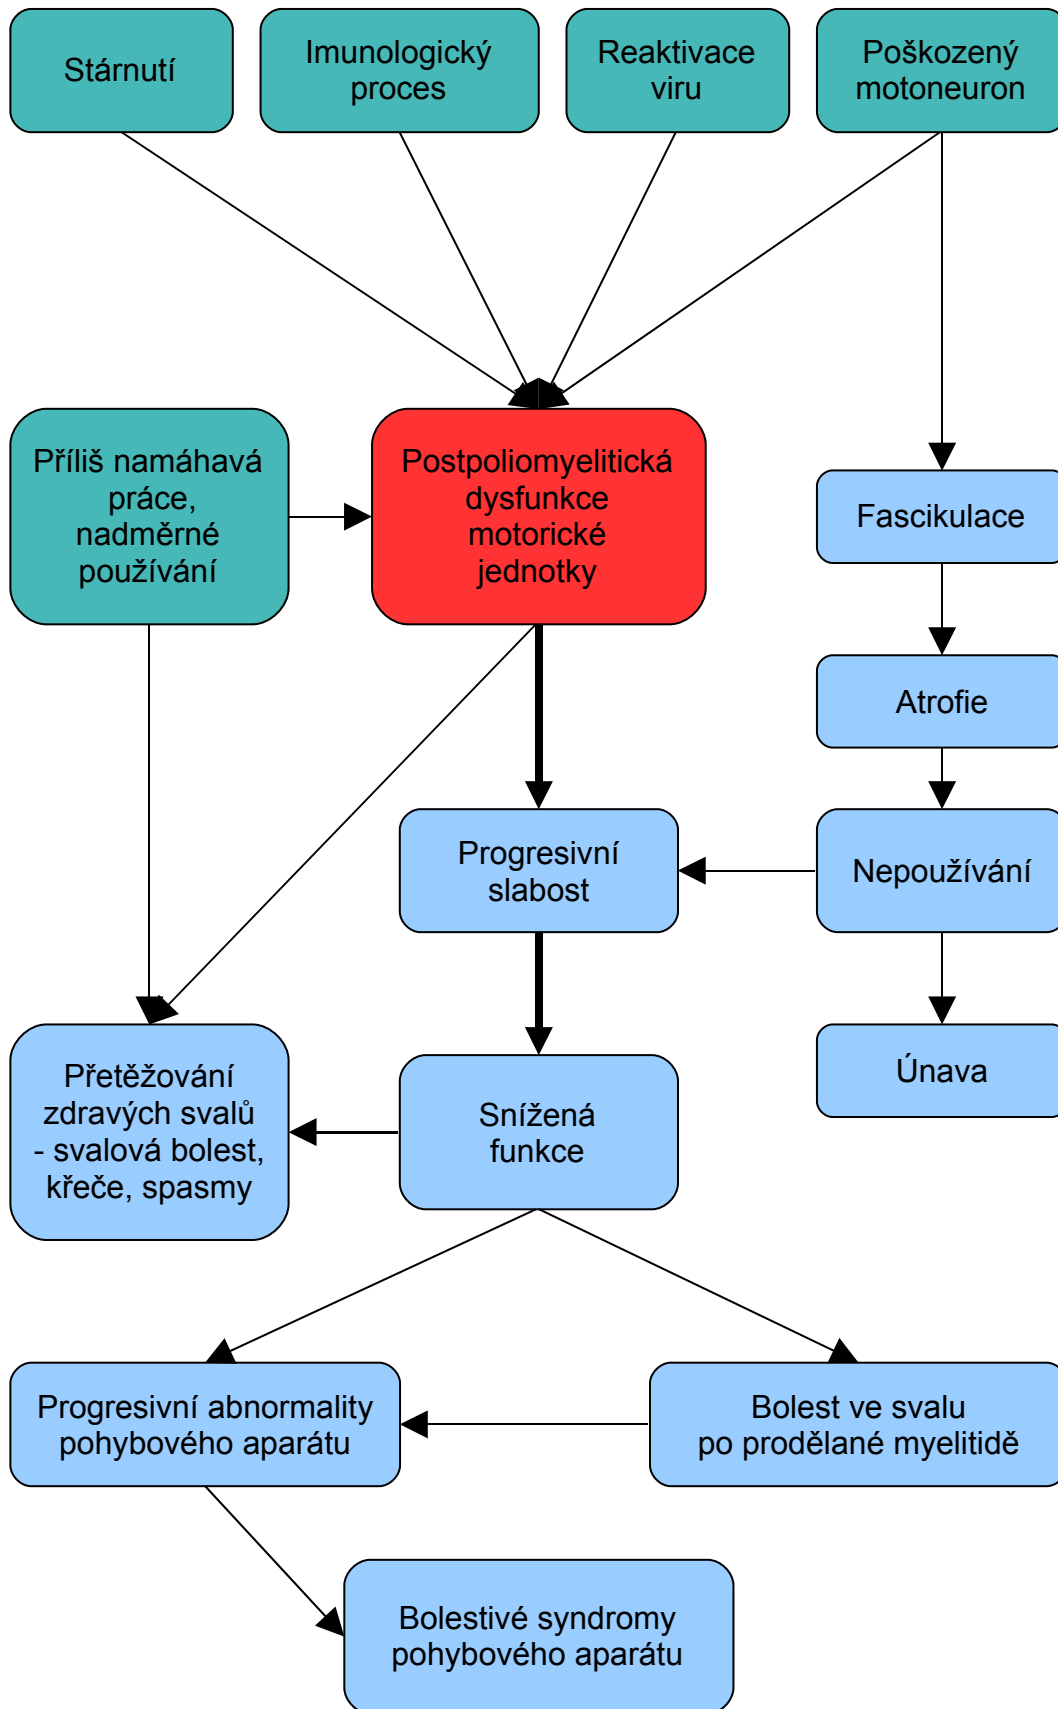 Stárnutí
Imunologický
proces
Reaktivace
viru
Poškozený
motoneuron
Příliš namáhavá
práce,
nadměrné
používání
Postpoliomyelitická
dysfunkce
motorické
jednotky
Fascikulace
Atrofie
Progresivní
slabost
Nepoužívání
Přetěžování
zdravých svalů
- svalová bolest,
křeče, spasmy
Snížená
funkce
Únava
Progresivní abnormality
pohybového aparátu
Bolest ve svalu
po prodělané myelitidě
Bolestivé syndromy
pohybového aparátu